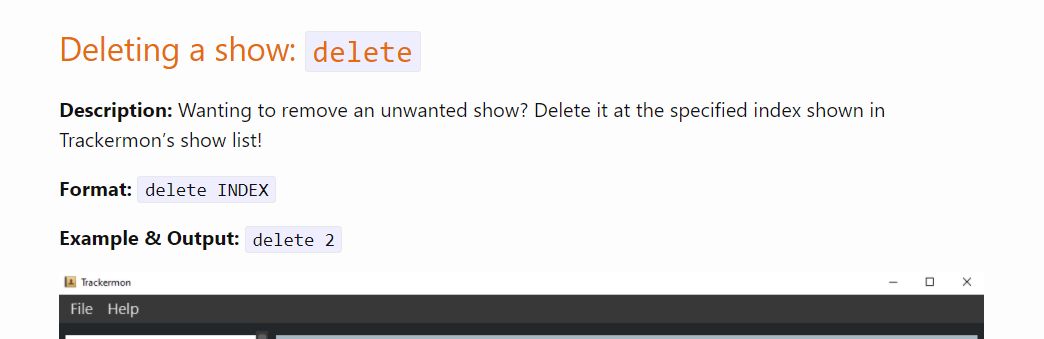 Deleting a show: delete
Description: Wanting to remove an unwanted show? Delete it at the specified index shown in
Trackermon’s show list!
Format: delete INDEX
Example & Output: delete 2
Trackermon
File Help